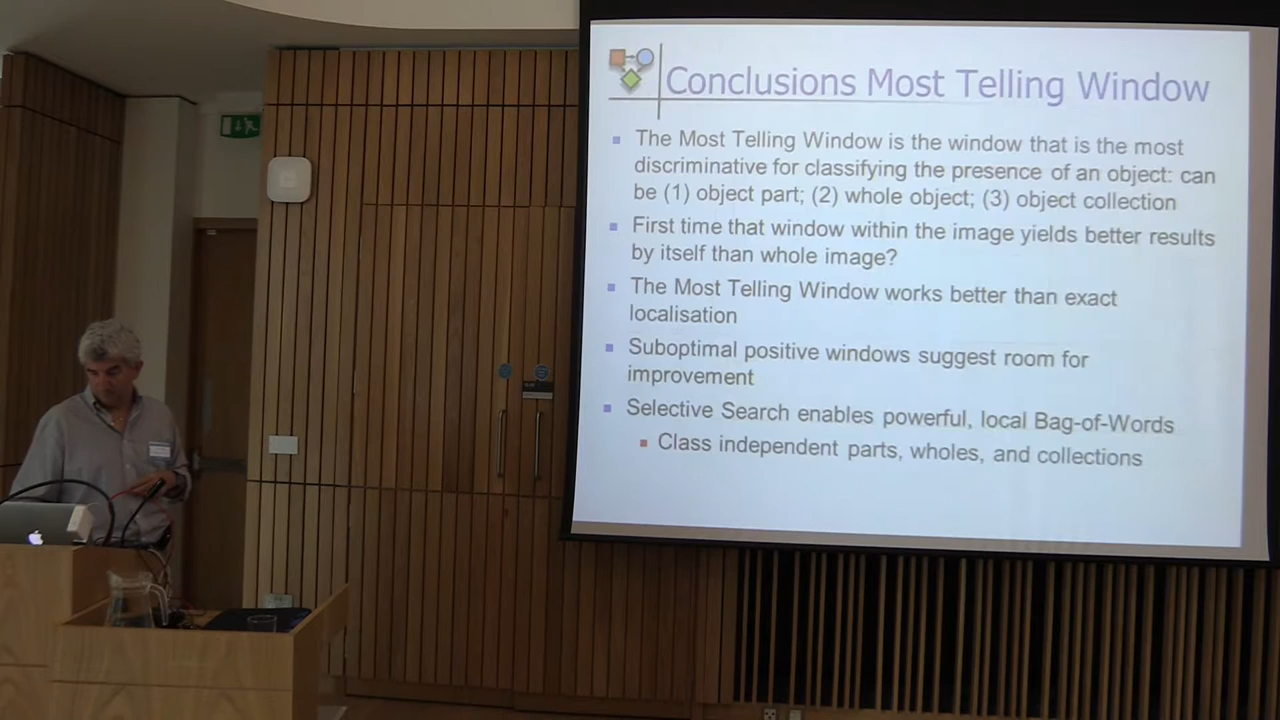 Conclusions Most Telling Window
The Most Telling Window is the window that is the most
discriminative for classifying the presence of an object: can
be (1) object part; (2) whole object; (3) object collection
First time that window within the image yields better results
by itself than whole image?
The Most Telling Window works better than exact
localisation
Suboptimal positive windows suggest room for
improvement
Selective Search enables powerful, local Bag-of-Words
Class independent parts, wholes, and collections